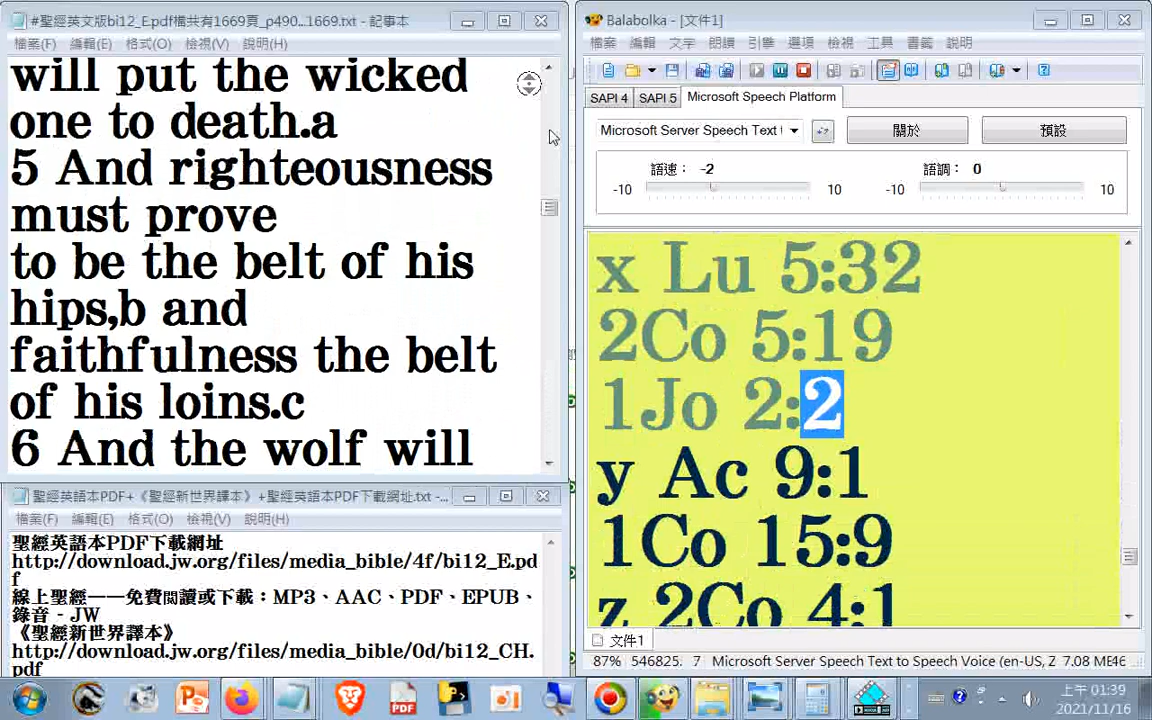 #聖經英文版bi12_E.pdf檔共有1669頁_p490...1669.txt - 記事本
檔案(F) 編輯(E) 格式(O) 檢視(V) 說明(H)
will put the wicked
one to death.a
5 And righteousness
must prove
to be the belt of his
hips,b and
faithfulness the belt
of his loins.c
6 And the wolf will
聖經英語本PDF+《聖經新世界譯本》+聖經英語本PDF下載網址.txt -...
檔案(F) 編輯(E) 格式(O) 檢視(V) 說明(H)
聖經英語本PDF下載網址
http://download.jw.org/files/media_bible/4f/bi12_E.pd
f
線上聖經——免費閱讀或下載：MP3、AAC、PDF、EPUB、
錄音 - JW
《聖經新世界譯本》
http://download.jw.org/files/media_bible/0d/bi12_CH.
pdf
Balabolka - [文件1]
檔案 編輯 文字 朗讀 引擎 選項 檢視 工具 書籤 說明
SAPI 4 SAPI 5 Microsoft Speech Platform
Microsoft Server Speech Text 關於 預設
語速： -2 語調： 0
-10 10 -10 10
x Lu 5:32
2Co 5:19
1Jo 2:2
y Ac 9:1
1Co 15:9
z 2Co 4:1
文件1
87% 546825. 7 Microsoft Server Speech Text to Speech Voice (en-US, Z 7.08 ME46
PDF
上午 01:39
2021/11/16